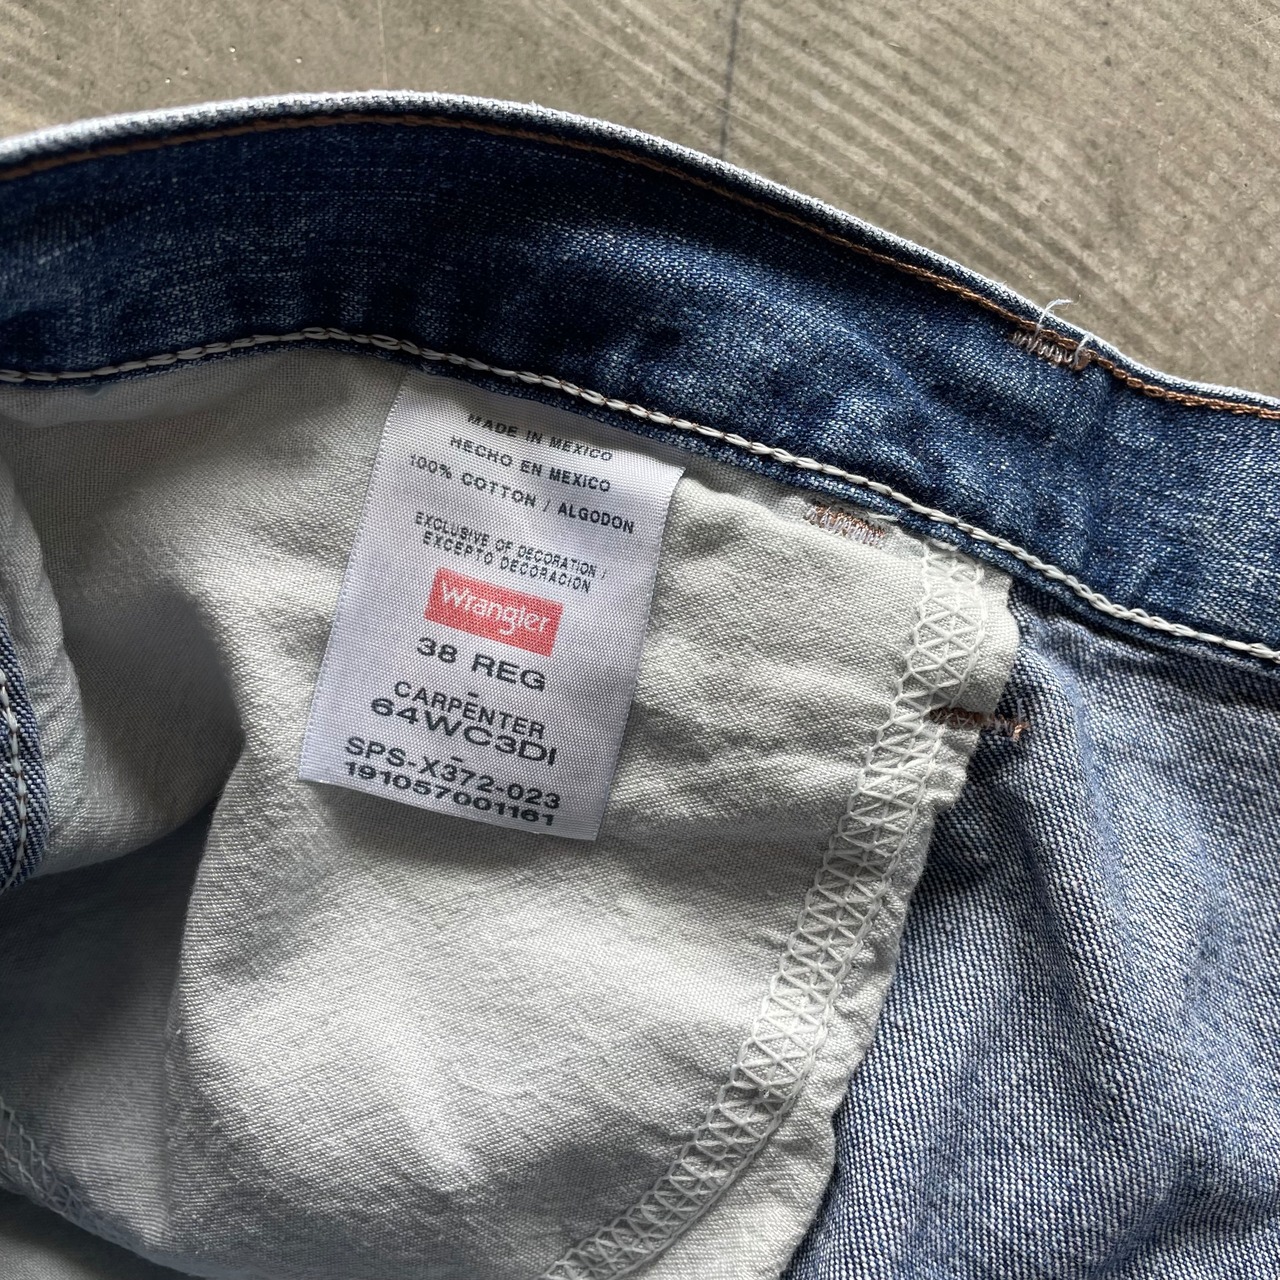 MADE IN MEXICO
HECHO EN MEXICO
100% COTTON / ALGODON
EXCLUSIVE OF DECORATION /
EXCEPTO DECORACION
Wrangler
38 REG
-
CARPENTER
64WC3DI
-
SPS-X372-023
191057001161